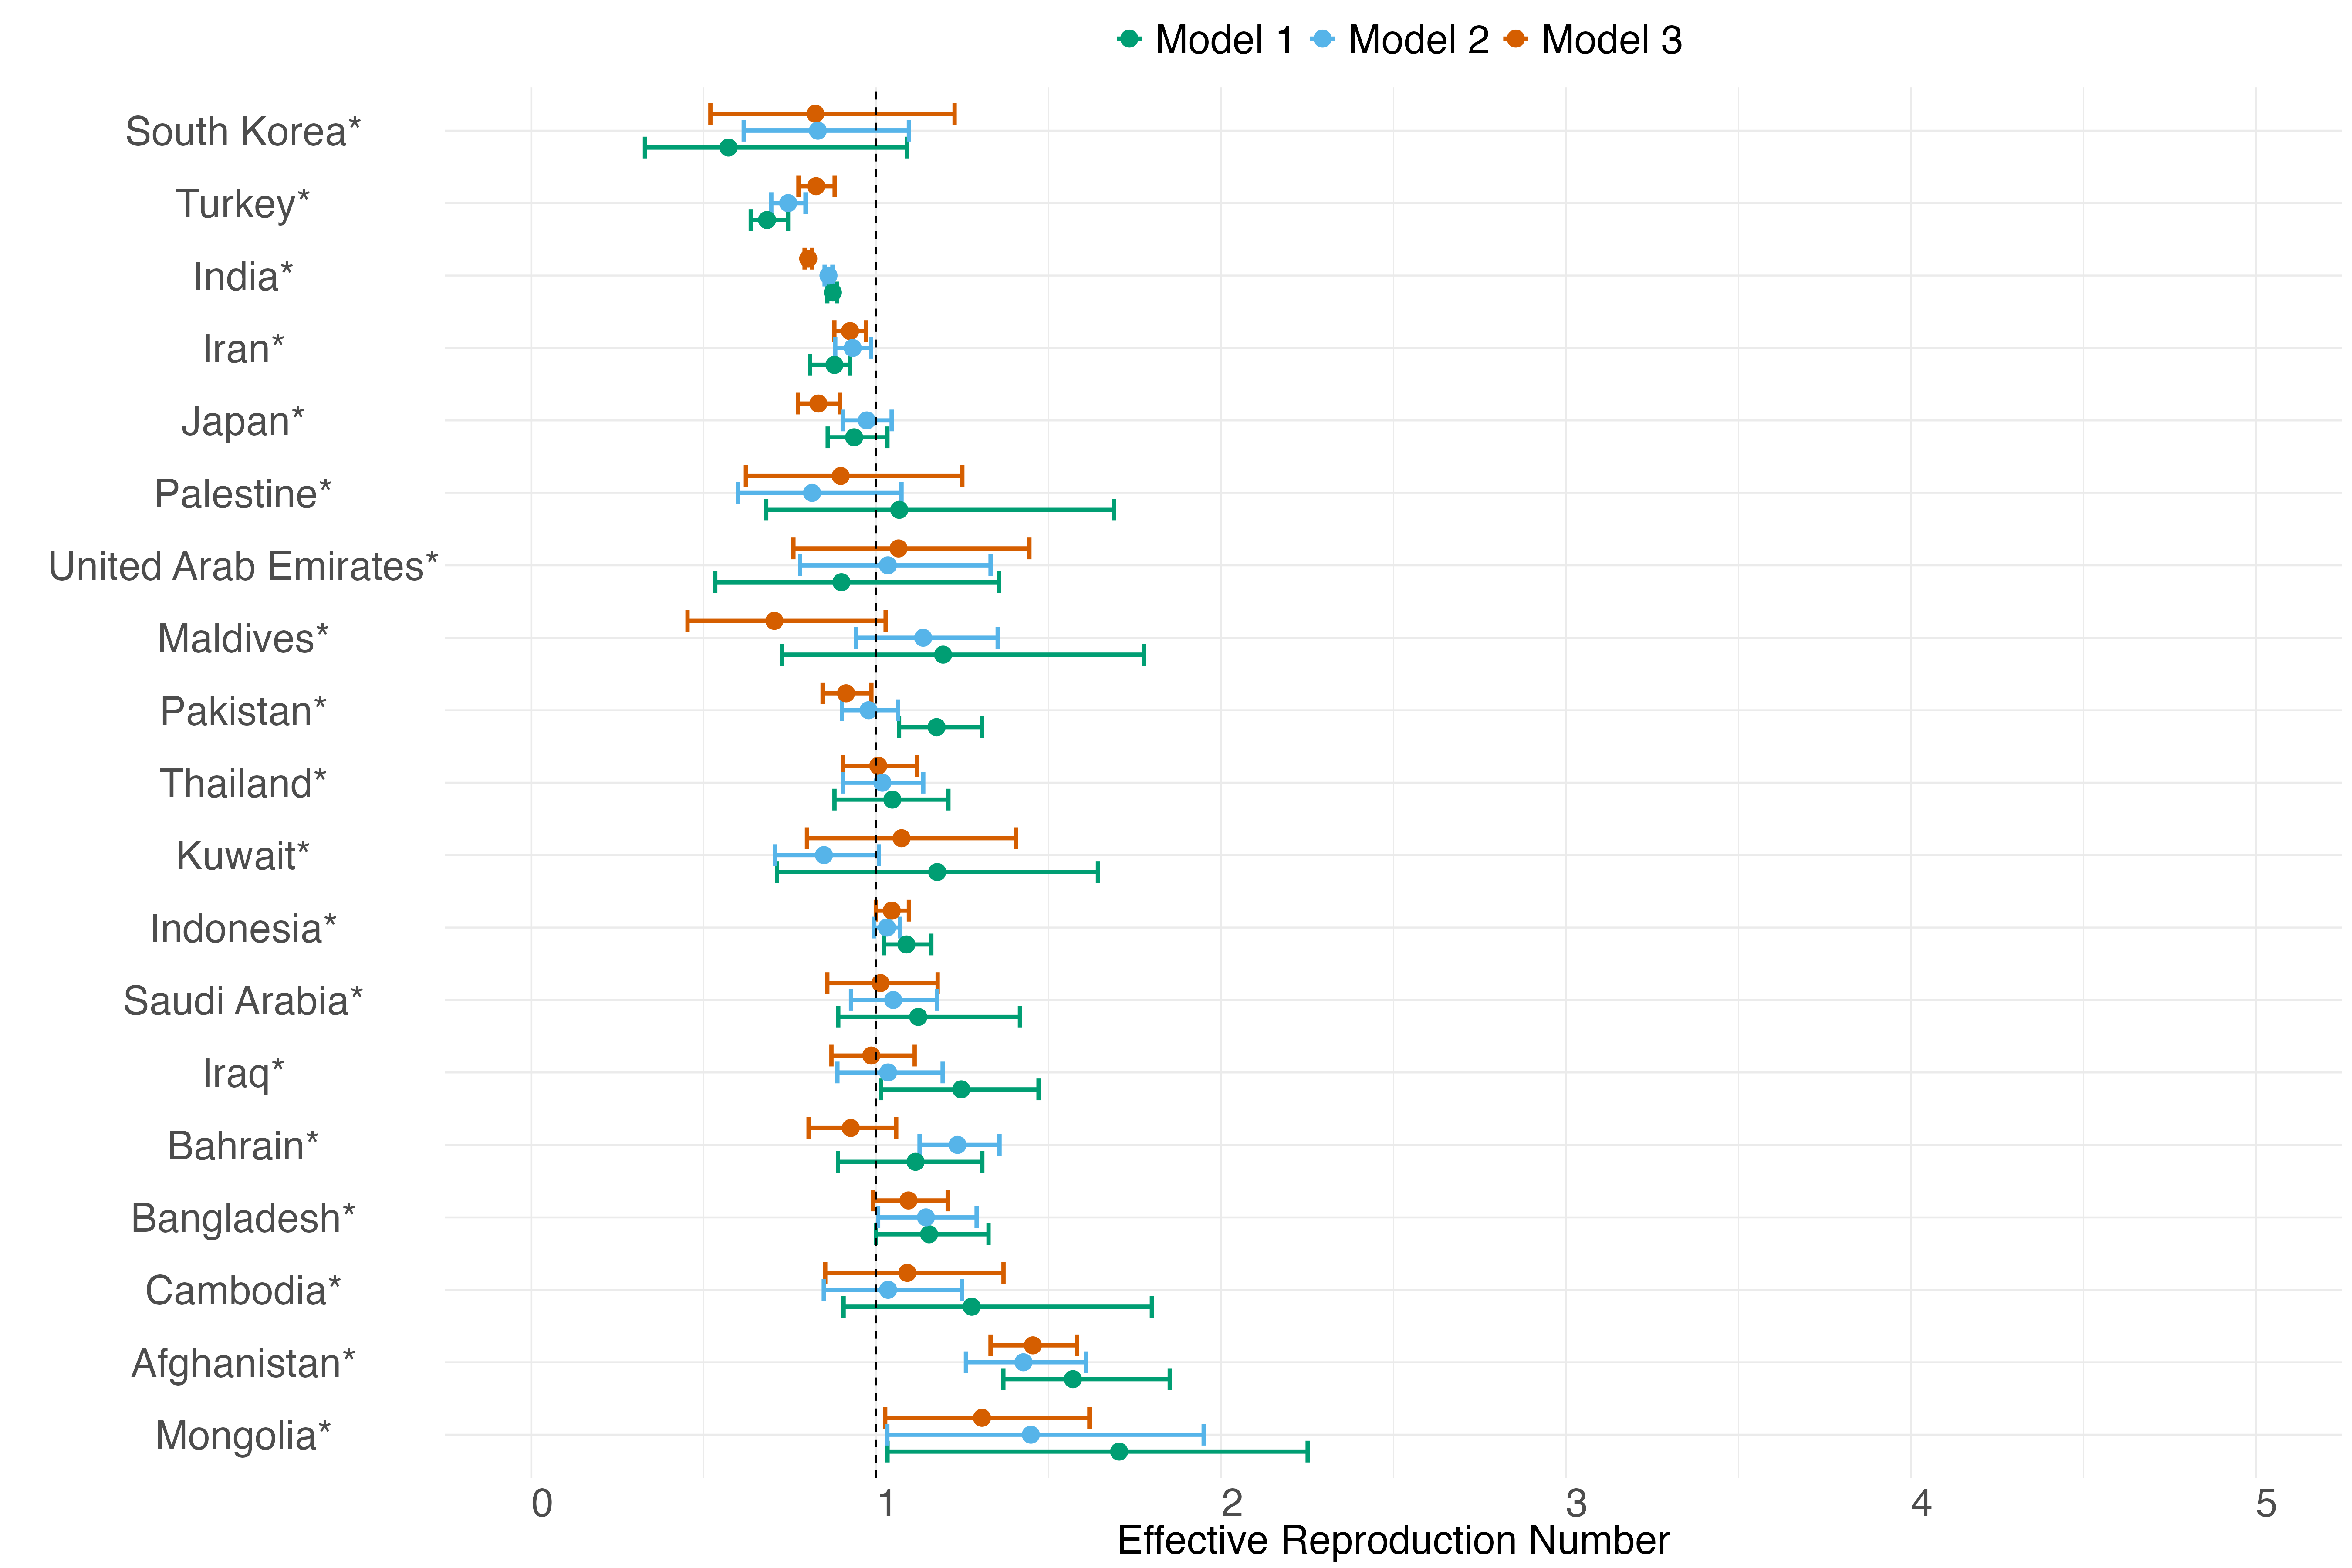 Model 1 Model 2 Model 3
South Korea*
Turkey*
India*
Iran*
Japan*
Palestine*
United Arab Emirates*
Maldives*
Pakistan*
Thailand*
Kuwait*
Indonesia*
Saudi Arabia*
Iraq*
Bahrain*
Bangladesh*
Cambodia*
Afghanistan*
Mongolia*
0 1 2 3 4 5
Effective Reproduction Number